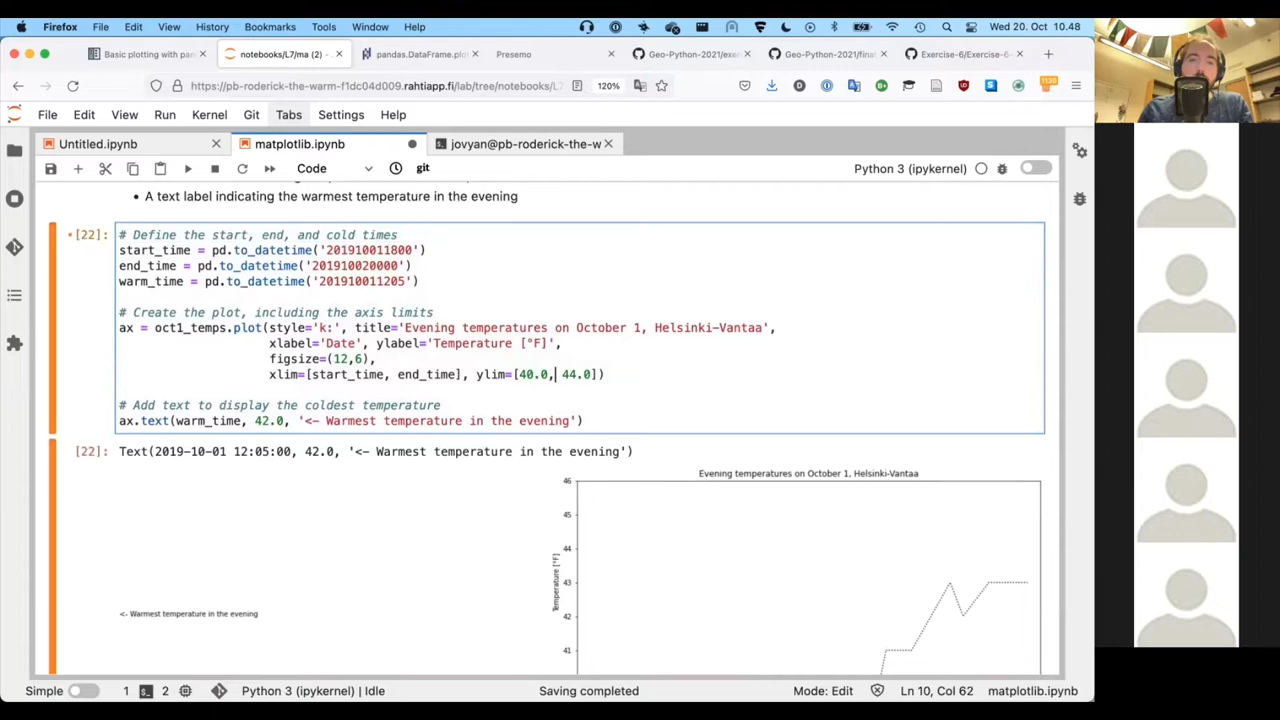 Firefox File Edit View History Bookmarks Tools Window Help Wed 20. Oct 10.48
Basic plotting with pan notebooks/L7/ma (2) - pandas.DataFrame.plo Presemo Geo-Python-2021/exer Geo-Python-2021/final Exercise-6/Exercise-6-
https://pb-roderick-the-warm-f1dc04d009.rahtiapp.fi/lab/tree/notebooks/L7 120%
File Edit View Run Kernel Git Tabs Settings Help
Untitled.ipynb matplotlib.ipynb jovyan@pb-roderick-the-w
Code git Python 3 (ipykernel)
• A text label indicating the warmest temperature in the evening
[22]: # Define the start, end, and cold times
start_time = pd.to_datetime('201910011800')
end_time = pd.to_datetime('201910020000')
warm_time = pd.to_datetime('201910011205')
# Create the plot, including the axis limits
ax = oct1_temps.plot(style='k:', title='Evening temperatures on October 1, Helsinki-Vantaa',
xlabel='Date', ylabel='Temperature [°F]',
figsize=(12,6),
xlim=[start_time, end_time], ylim=[40.0, 44.0])
# Add text to display the coldest temperature
ax.text(warm_time, 42.0, '<- Warmest temperature in the evening')
[22]: Text(2019-10-01 12:05:00, 42.0, '<- Warmest temperature in the evening')
Evening temperatures on October 1, Helsinki-Vantaa
46
45
44
43
42
41
Temperature [°F]
<- Warmest temperature in the evening
Simple 1 2 Python 3 (ipykernel) | Idle Saving completed Mode: Edit Ln 10, Col 62 matplotlib.ipynb